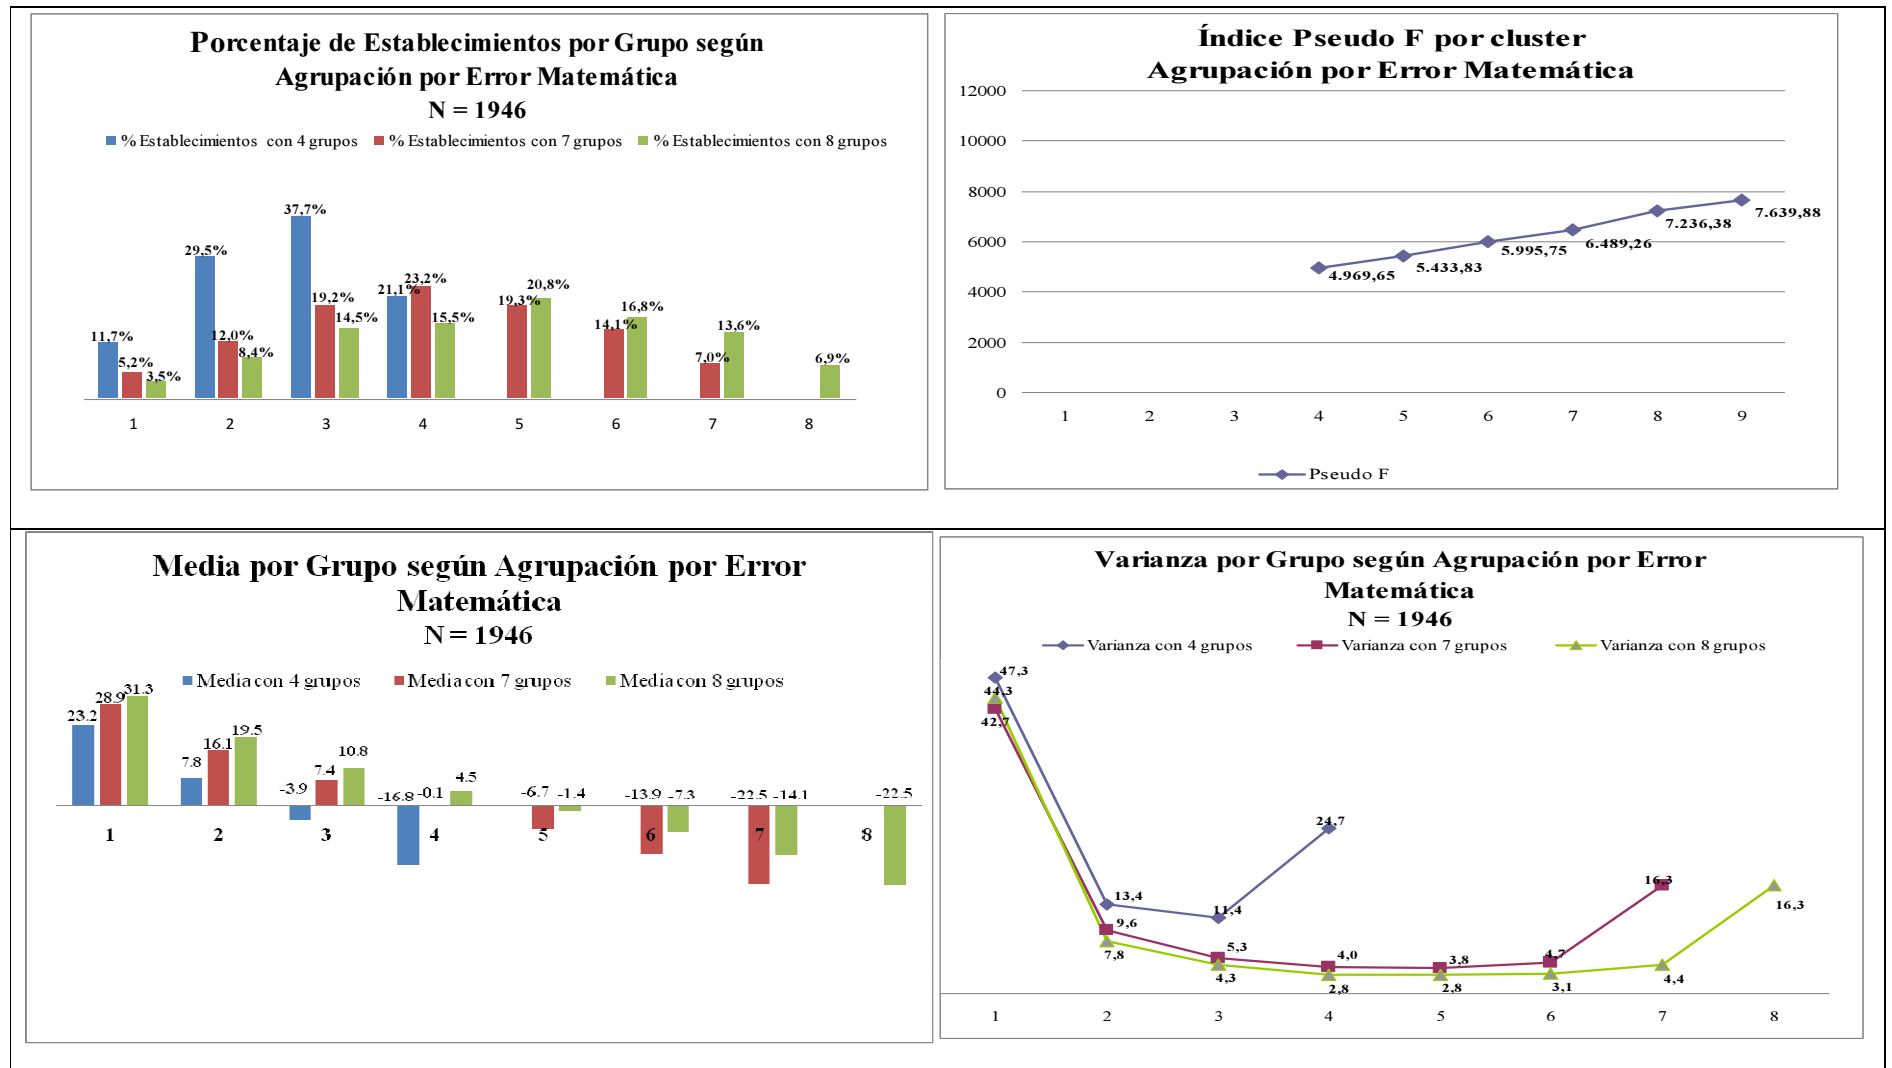 Porcentaje de Establecimientos por Grupo según
Agrupación por Error Matemática
N = 1946
% Establecimientos con 4 grupos % Establecimientos con 7 grupos % Establecimientos con 8 grupos
37,7%
29,5%
23,2%
21,1%
20,8%
19,2%
19,3%
16,8%
14,5%
15,5%
14,1%
13,6%
11,7%
12,0%
8,4%
7,0%
6,9%
5,2%
3,5%
1 2 3 4 5 6 7 8
Índice Pseudo F por cluster
Agrupación por Error Matemática
12000
10000
8000
6000
4000
2000
0
4.969,65
5.433,83
5.995,75
6.489,26
7.236,38
7.639,88
1 2 3 4 5 6 7 8 9
Pseudo F
Media por Grupo según Agrupación por Error
Matemática
N = 1946
Media con 4 grupos Media con 7 grupos Media con 8 grupos
23.2 28.9 31.3
7.8 16.1 19.5
-3.9 7.4 10.8
-16.8 -0.1 4.5
-6.7 -1.4
-13.9 -7.3
-22.5 -14.1
-22.5
1 2 3 4 5 6 7 8
Varianza por Grupo según Agrupación por Error
Matemática
N = 1946
Varianza con 4 grupos Varianza con 7 grupos Varianza con 8 grupos
47,3
44,3
42,7
13,4
9,6
7,8
11,4
5,3
4,3
24,7
4,0
2,8
3,8
2,8
4,7
3,1
16,3
4,4
16,3
1 2 3 4 5 6 7 8